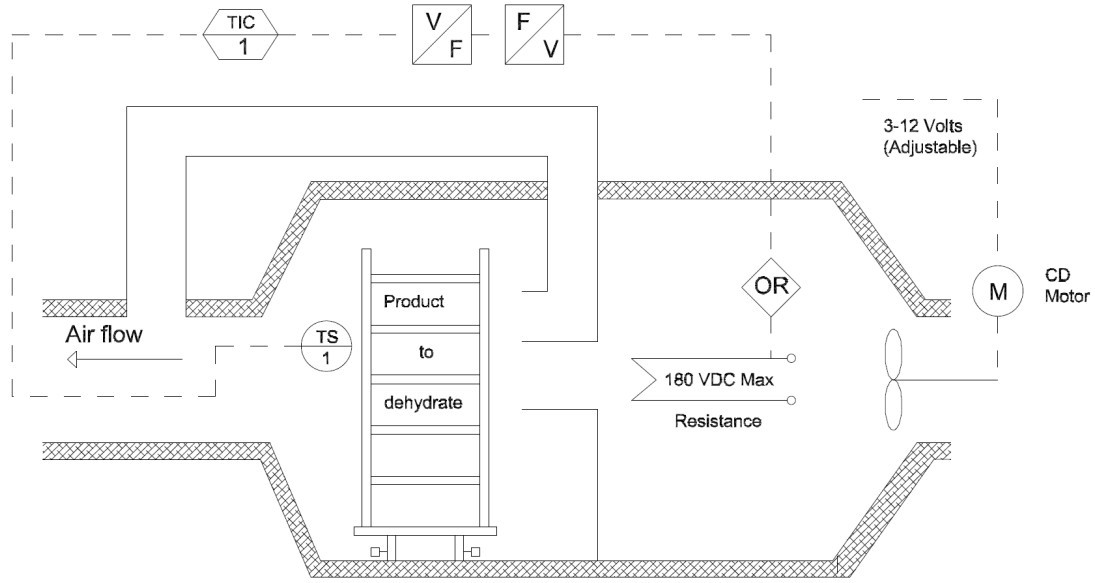 TIC
1
V
F
F
V
3-12 Volts
(Adjustable)
OR
M
CD
Motor
Product
to
dehydrate
Air flow
TS
1
180 VDC Max
Resistance